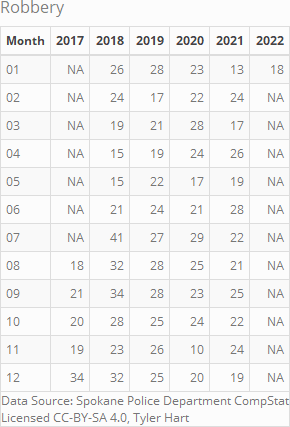 Robbery
Month 2017 2018 2019 2020 2021 2022
01 NA 26 28 23 13 18
02 NA 24 17 22 24 NA
03 NA 19 21 28 17 NA
04 NA 15 19 24 26 NA
05 NA 15 22 17 19 NA
06 NA 21 24 21 28 NA
07 NA 41 27 29 22 NA
08 18 32 28 25 21 NA
09 21 34 28 23 25 NA
10 20 28 25 24 22 NA
11 19 23 26 10 24 NA
12 34 32 25 20 19 NA
Data Source: Spokane Police Department CompStat
Licensed CC-BY-SA 4.0, Tyler Hart